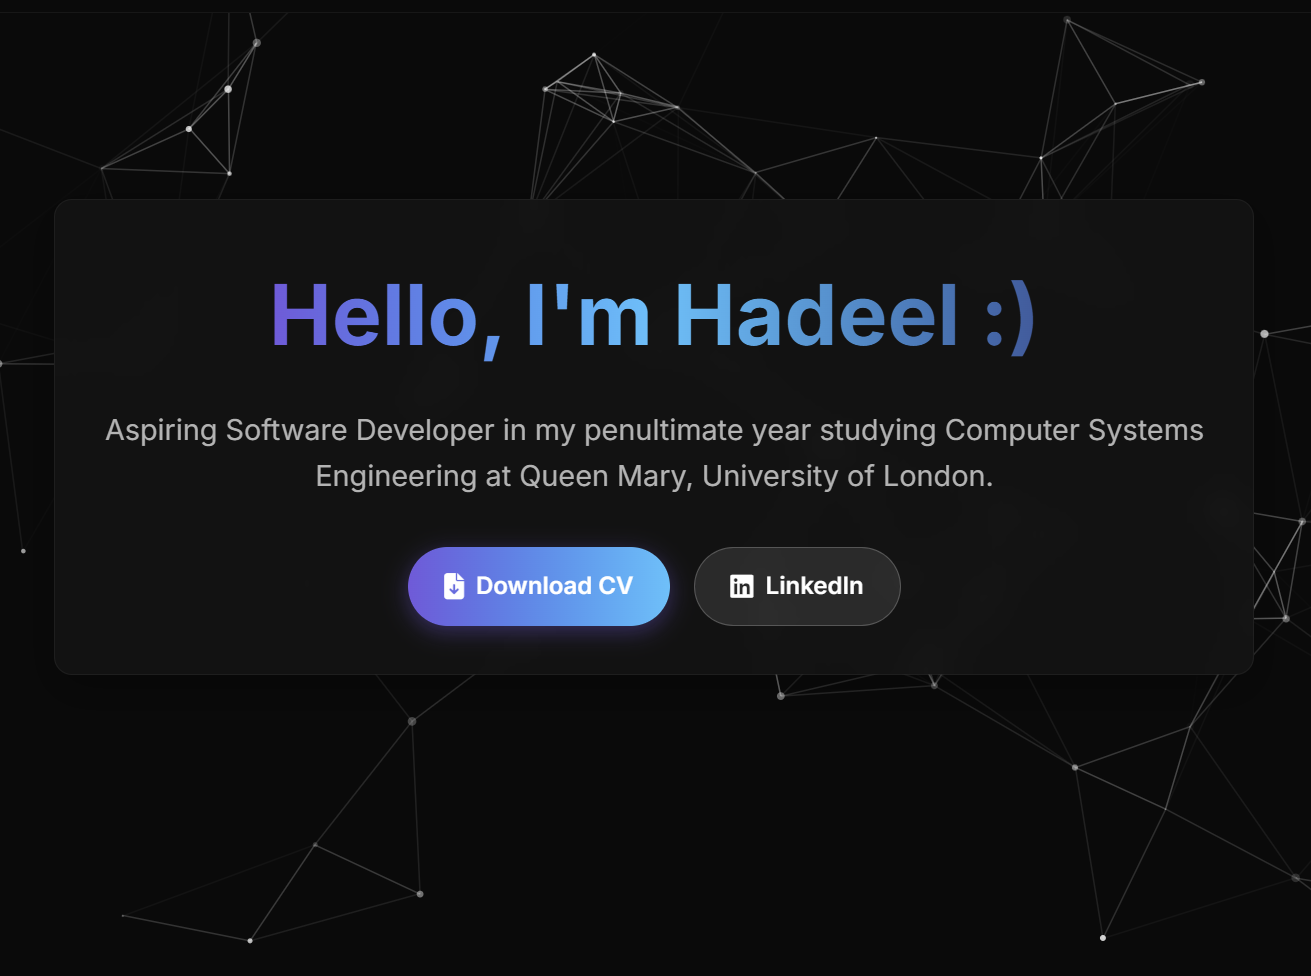 Hello, I'm Hadeel :)
Aspiring Software Developer in my penultimate year studying Computer Systems
Engineering at Queen Mary, University of London.
Download CV
LinkedIn